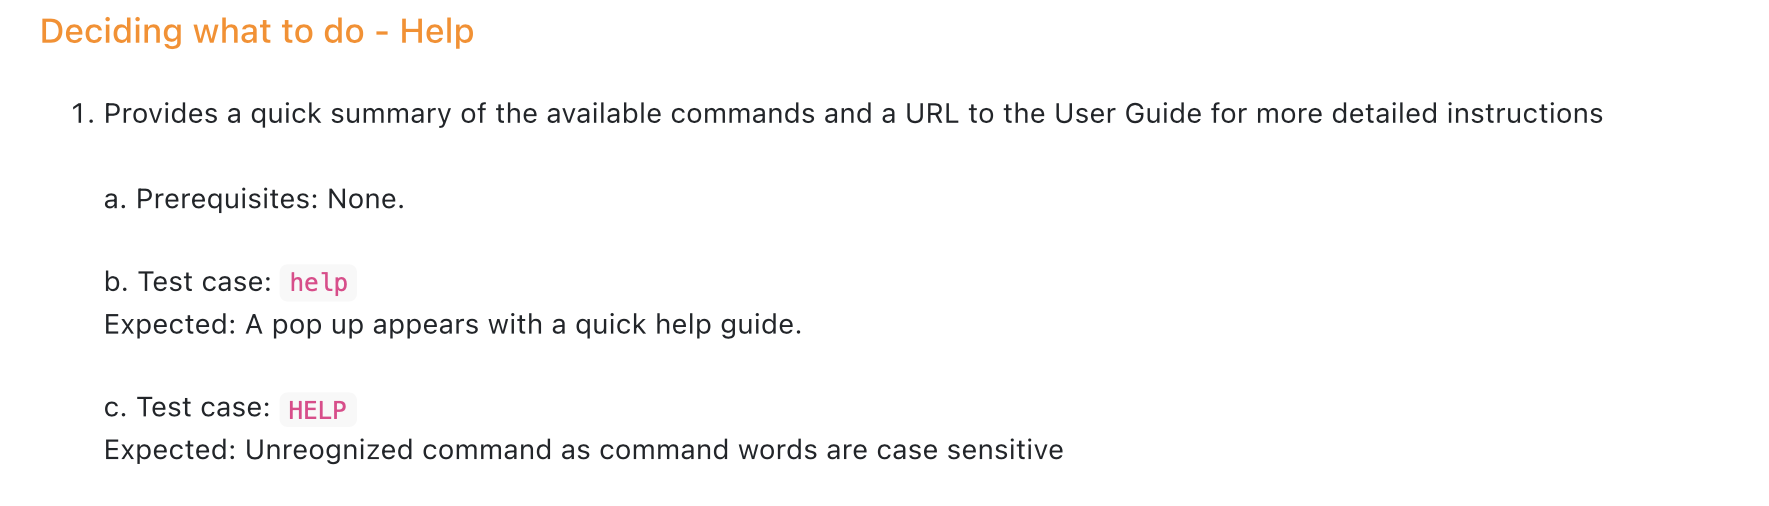 Deciding what to do - Help
1. Provides a quick summary of the available commands and a URL to the User Guide for more detailed instructions
a. Prerequisites: None.
b. Test case: help
Expected: A pop up appears with a quick help guide.
c. Test case: HELP
Expected: Unreognized command as command words are case sensitive